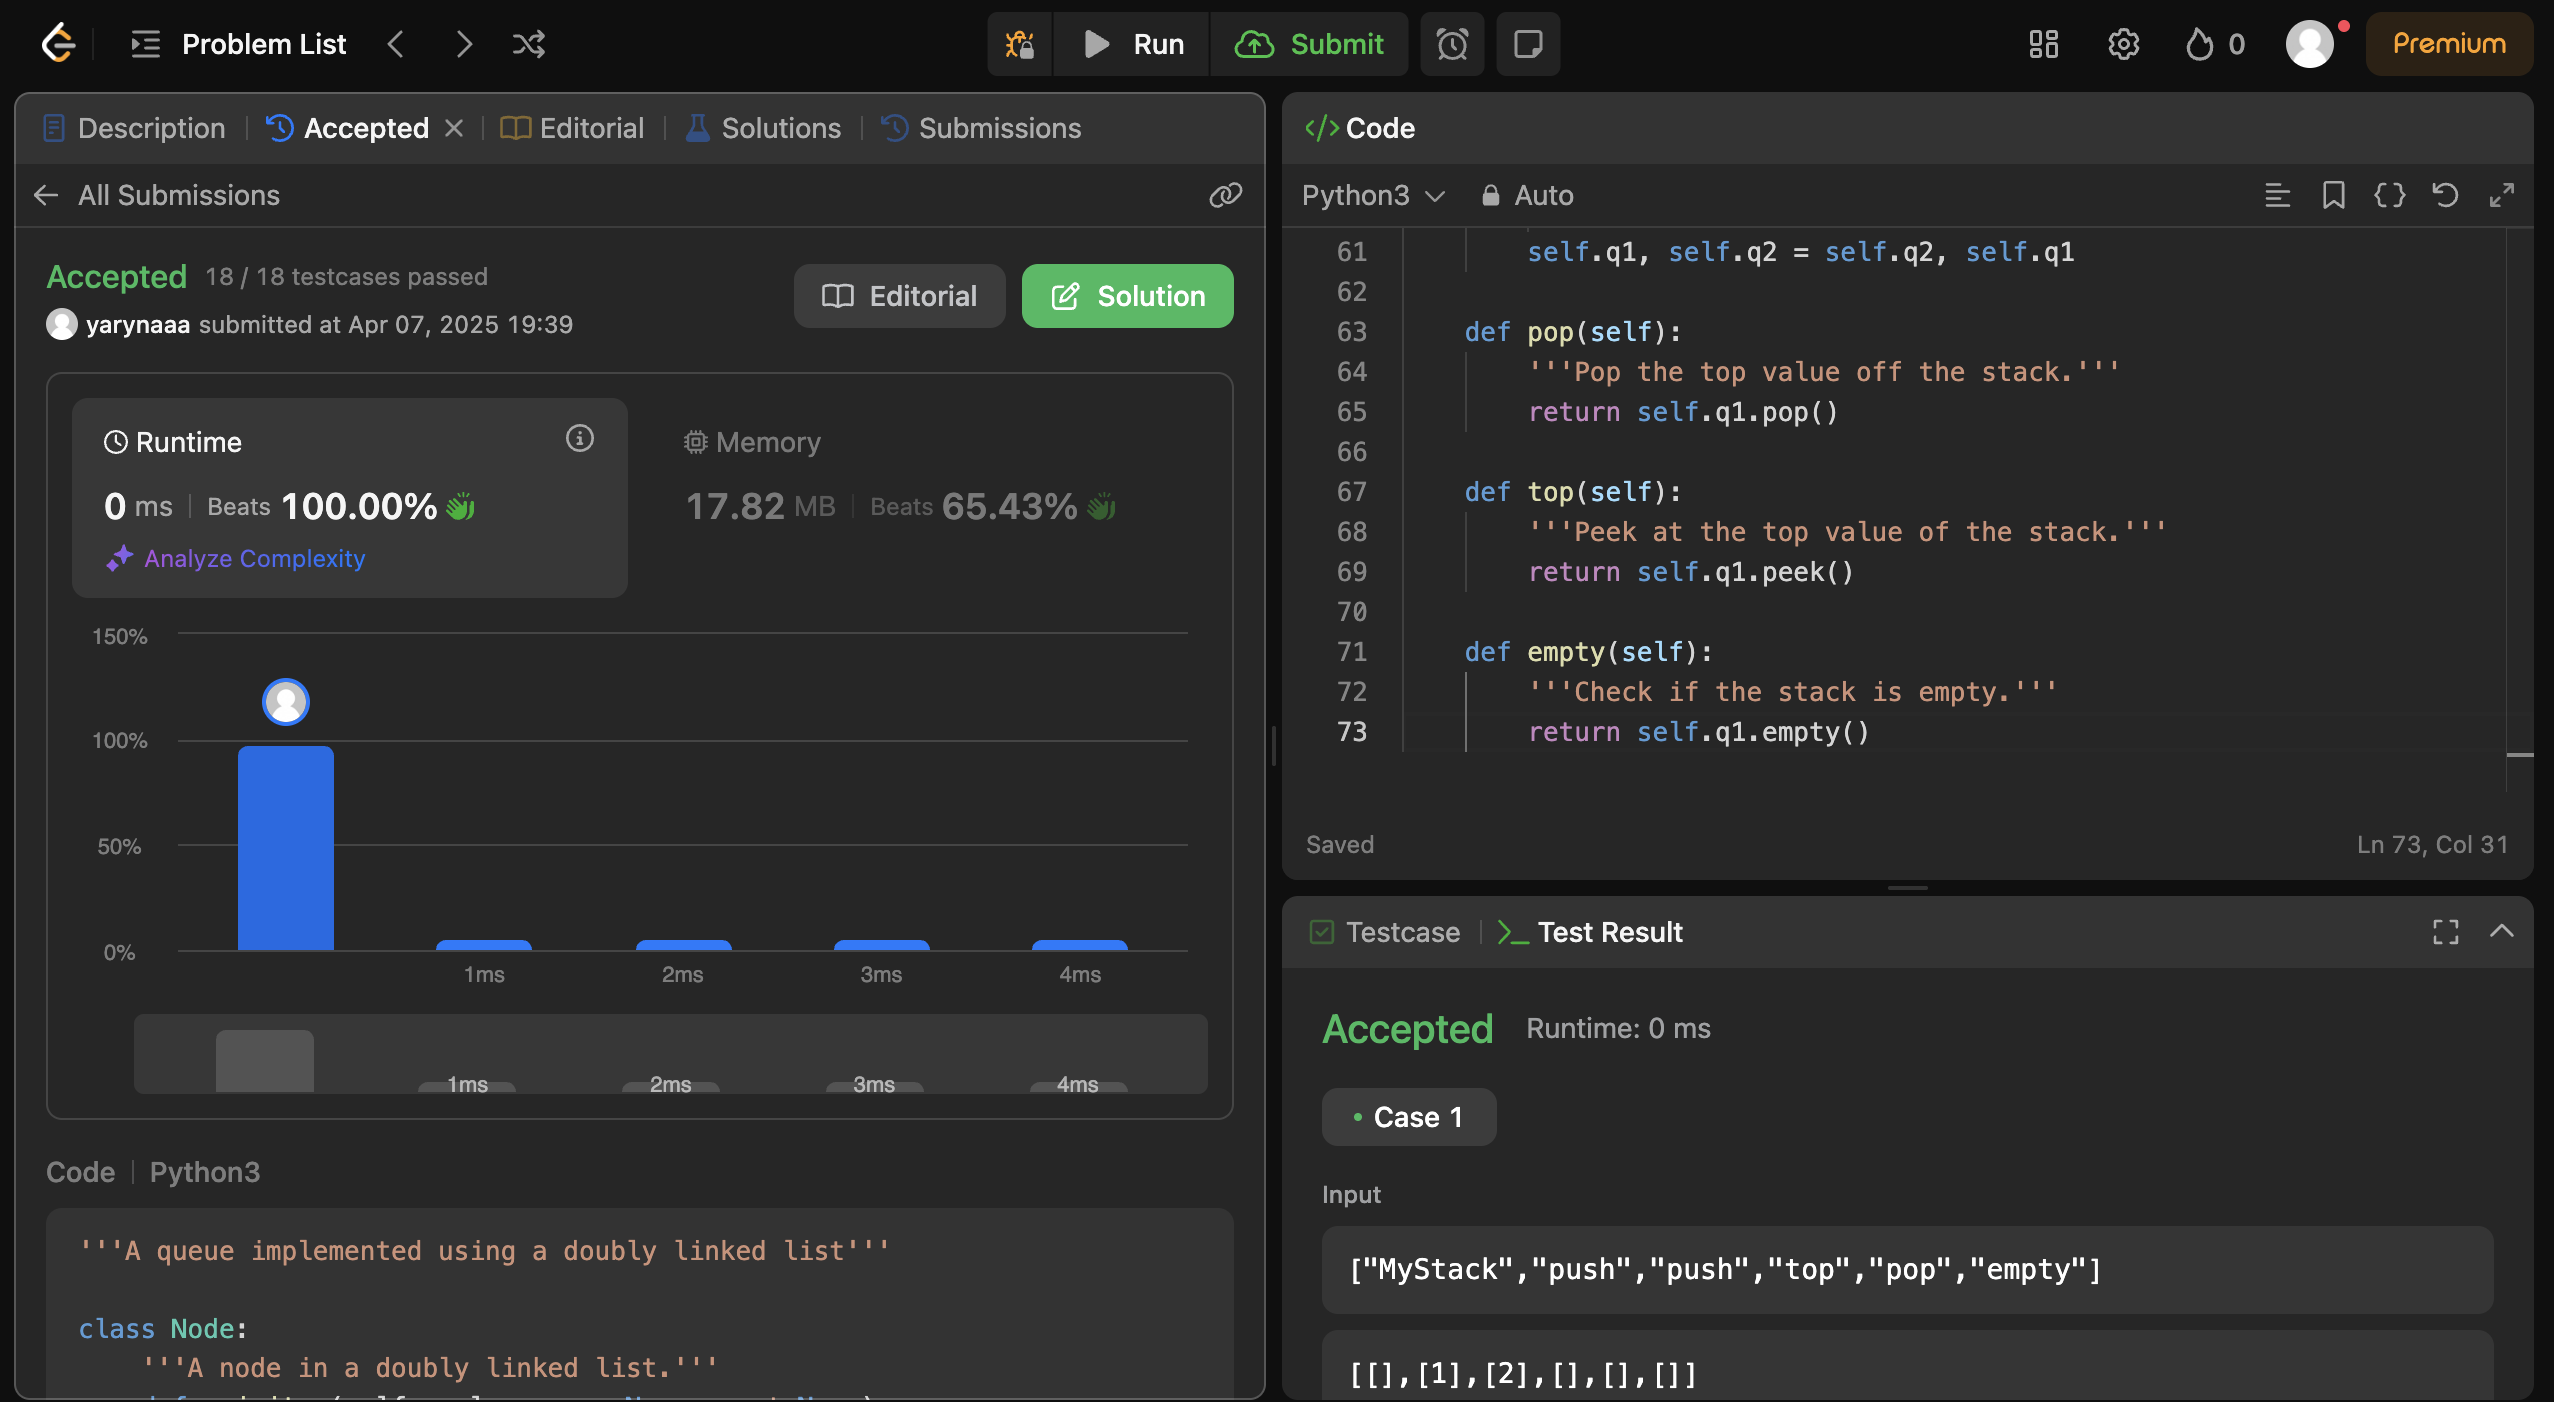 Problem List
Run
Submit
0
Premium
Description
Accepted
Editorial
Solutions
Submissions
All Submissions
Accepted 18 / 18 testcases passed
yarynaaa submitted at Apr 07, 2025 19:39
Editorial
Solution
Runtime
0 ms Beats 100.00%
Analyze Complexity
Memory
17.82 MB Beats 65.43%
150%
100%
50%
0%
1ms 2ms 3ms 4ms
1ms 2ms 3ms 4ms
Code Python3
'''A queue implemented using a doubly linked list'''
class Node:
'''A node in a doubly linked list.'''
</> Code
Python3 Auto
61 self.q1, self.q2 = self.q2, self.q1
62
63 def pop(self):
64 '''Pop the top value off the stack.'''
65 return self.q1.pop()
66
67 def top(self):
68 '''Peek at the top value of the stack.'''
69 return self.q1.peek()
70
71 def empty(self):
72 '''Check if the stack is empty.'''
73 return self.q1.empty()
Saved
Ln 73, Col 31
Testcase
Test Result
Accepted Runtime: 0 ms
Case 1
Input
["MyStack","push","push","top","pop","empty"]
[[],[1],[2],[],[],[]]